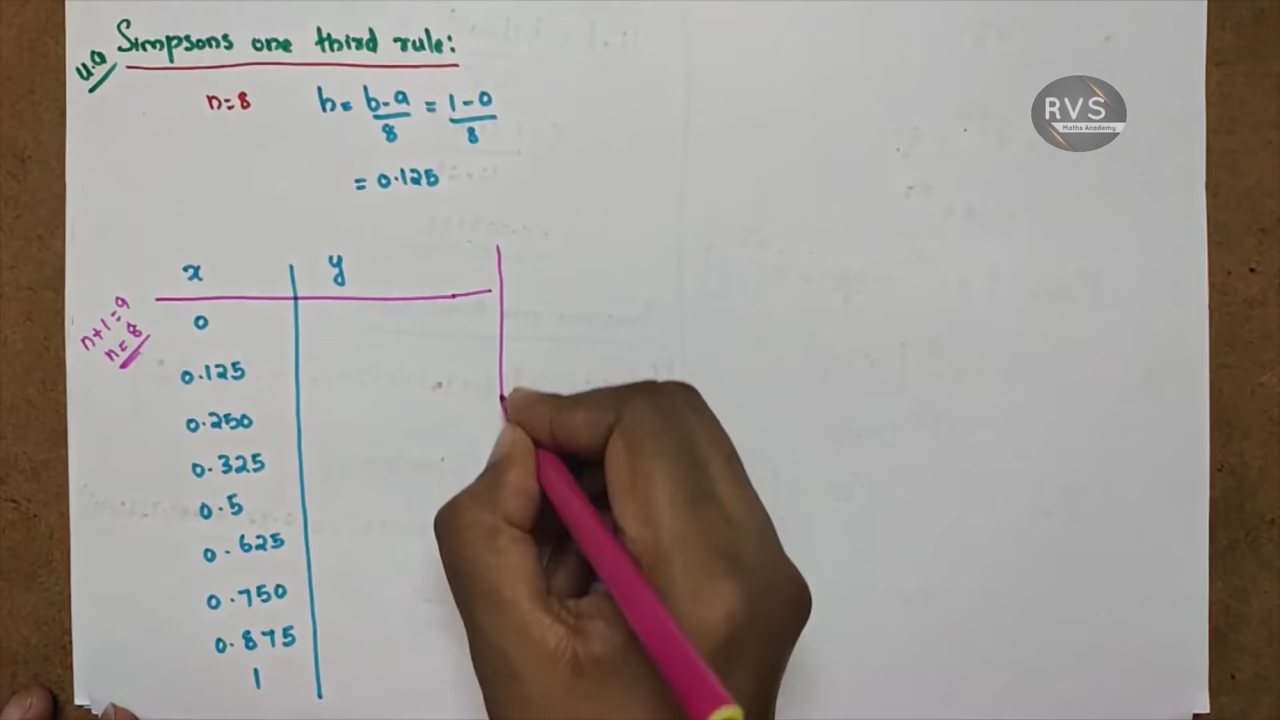 u.q Simpsons one third rule:
n=8 h= b-a/8 = 1-0/8
= 0.125
RVS
Maths Academy
x y
n+1=9
n=8
0
0.125
0.250
0.325
0.5
0.625
0.750
0.875
1